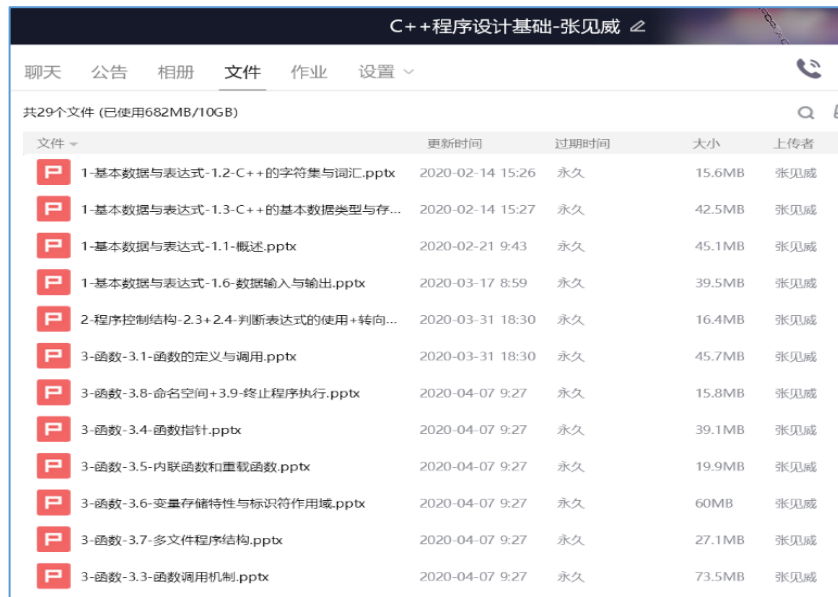 C++程序设计基础-张见威
聊天 公告 相册 文件 作业 设置
共29个文件 (已使用682MB/10GB)
文件 更新时间 过期时间 大小 上传者
1-基本数据与表达式-1.2-C++的字符集与词汇.pptx 2020-02-14 15:26 永久 15.6MB 张见威
1-基本数据与表达式-1.3-C++的基本数据类型与存... 2020-02-14 15:27 永久 42.5MB 张见威
1-基本数据与表达式-1.1-概述.pptx 2020-02-21 9:43 永久 45.1MB 张见威
1-基本数据与表达式-1.6-数据输入与输出.pptx 2020-03-17 8:59 永久 39.5MB 张见威
2-程序控制结构-2.3+2.4-判断表达式的使用+转向... 2020-03-31 18:30 永久 16.4MB 张见威
3-函数-3.1-函数的定义与调用.pptx 2020-03-31 18:30 永久 45.7MB 张见威
3-函数-3.8-命名空间+3.9-终止程序执行.pptx 2020-04-07 9:27 永久 15.8MB 张见威
3-函数-3.4-函数指针.pptx 2020-04-07 9:27 永久 39.1MB 张见威
3-函数-3.5-内联函数和重载函数.pptx 2020-04-07 9:27 永久 19.9MB 张见威
3-函数-3.6-变量存储特性与标识符作用域.pptx 2020-04-07 9:27 永久 60MB 张见威
3-函数-3.7-多文件程序结构.pptx 2020-04-07 9:27 永久 27.1MB 张见威
3-函数-3.3-函数调用机制.pptx 2020-04-07 9:27 永久 73.5MB 张见威